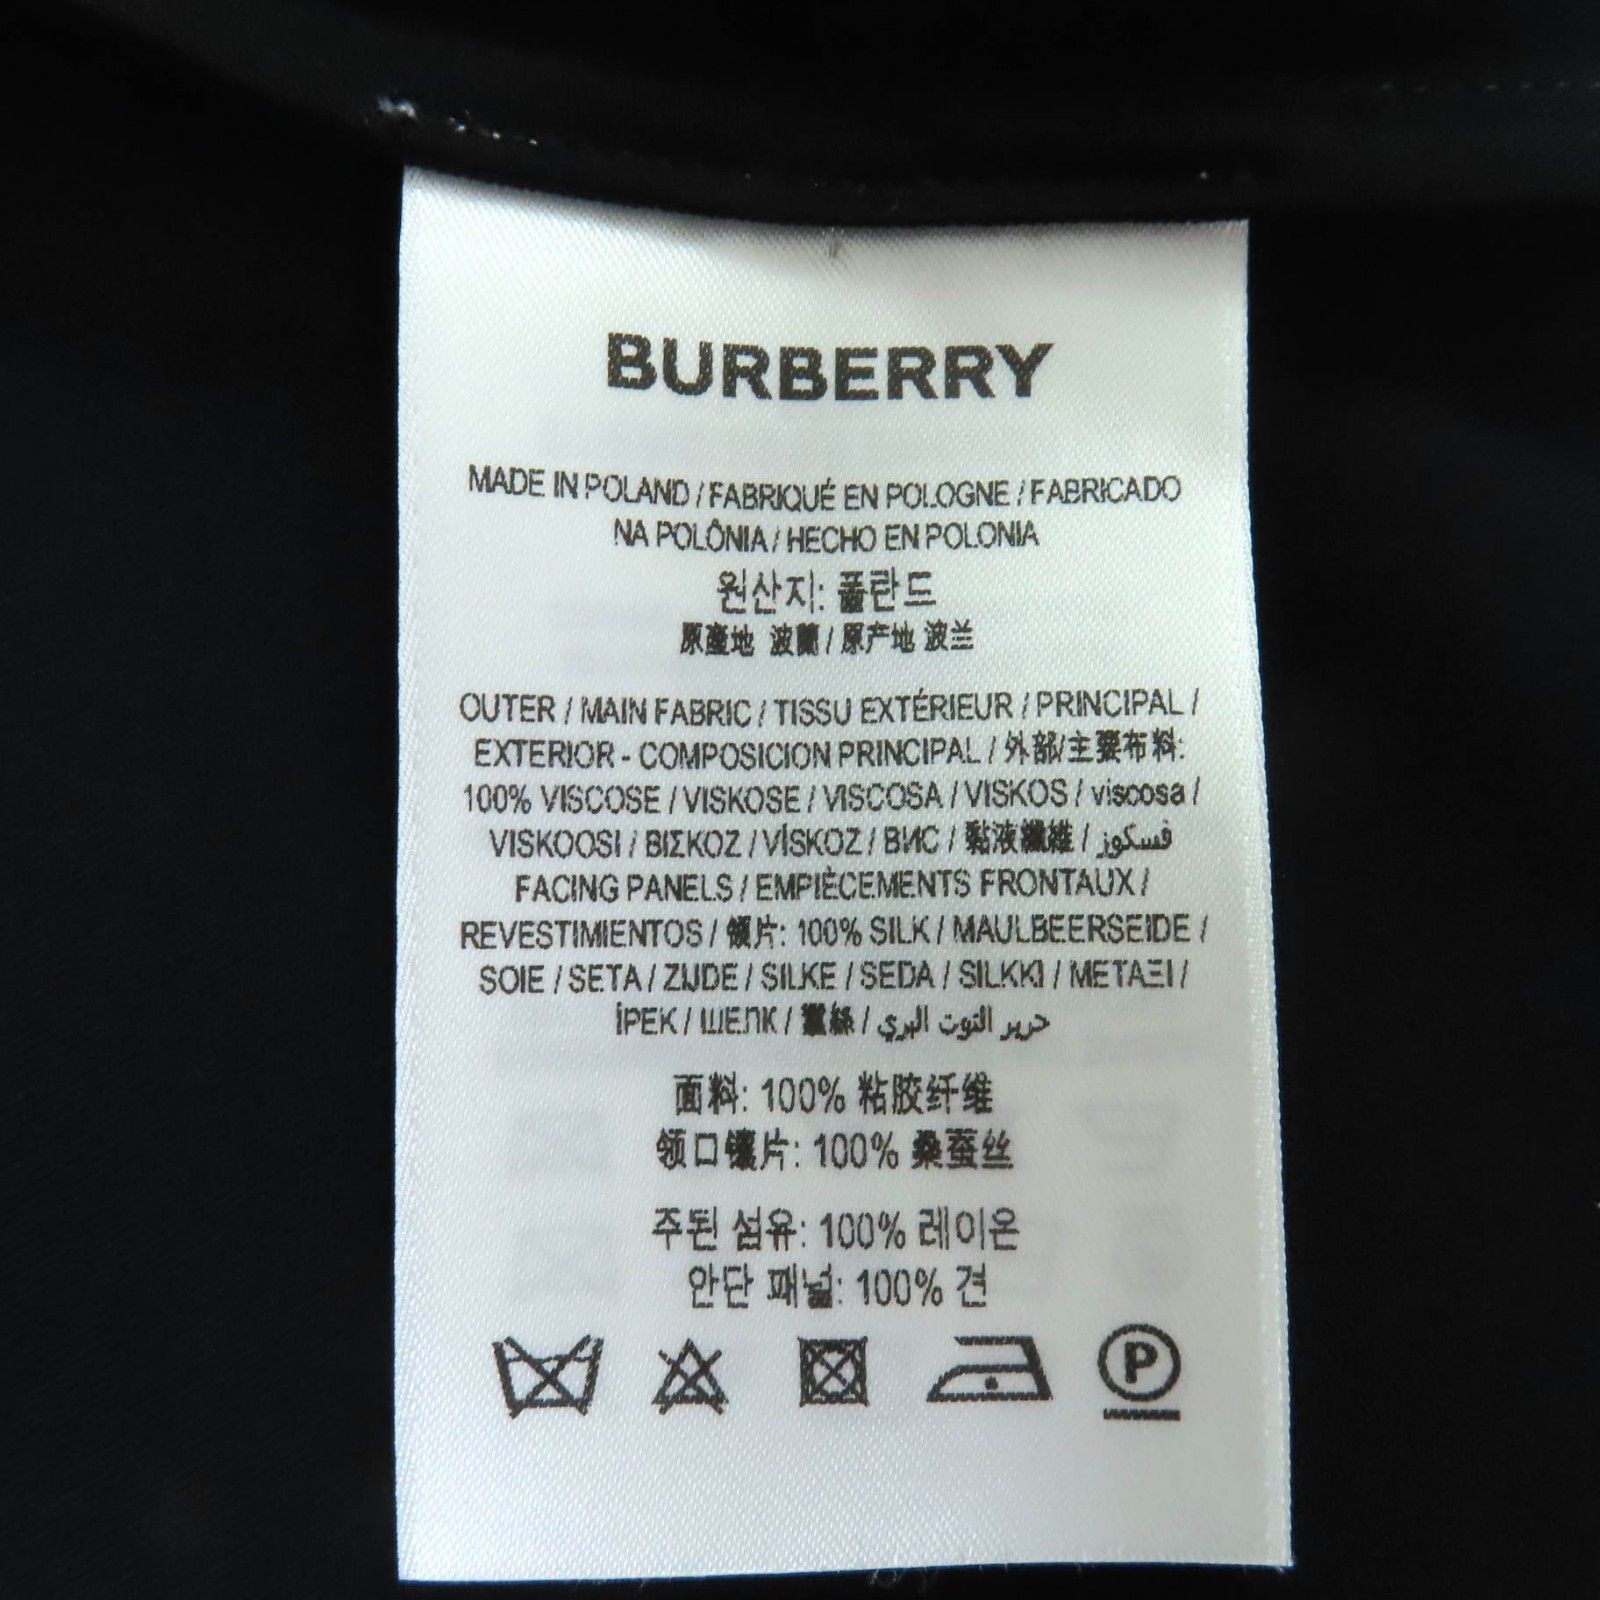 BURBERRY
MADE IN POLAND / FABRIQUÉ EN POLOGNE / FABRICADO
NA POLÔNIA / HECHO EN POLONIA
원산지: 폴란드
原產地 波蘭 / 原产地 波兰
OUTER / MAIN FABRIC / TISSU EXTÉRIEUR / PRINCIPAL /
EXTERIOR - COMPOSICION PRINCIPAL / 外部/主要布料:
100% VISCOSE / VISKOSE / VISCOSA / VISKOS / viscosa /
VISKOOSI / ΒΙΣΚΟΖ / VİSKOZ / ВИС / 黏液纖維 / فسكوز
FACING PANELS / EMPIÈCEMENTS FRONTAUX /
REVESTIMIENTOS / 领片: 100% SILK / MAULBEERSEIDE /
SOIE / SETA / ZIJDE / SILKE / SEDA / SILKKI / ΜΕΤΑΞΙ /
İPEK / ШЕЛК / 蠶絲 / حرير التوت البري
面料: 100% 粘胶纤维
领口镶片: 100% 桑蚕丝
주된 섬유: 100% 레이온
안단 패널: 100% 견
P